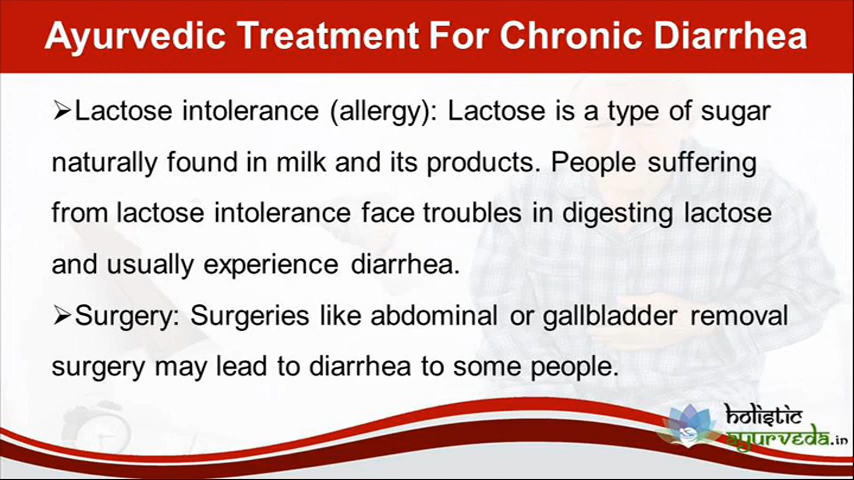 Ayurvedic Treatment For Chronic Diarrhea
➢Lactose intolerance (allergy): Lactose is a type of sugar
naturally found in milk and its products. People suffering
from lactose intolerance face troubles in digesting lactose
and usually experience diarrhea.
➢Surgery: Surgeries like abdominal or gallbladder removal
surgery may lead to diarrhea to some people.
holistic
ayurveda.in